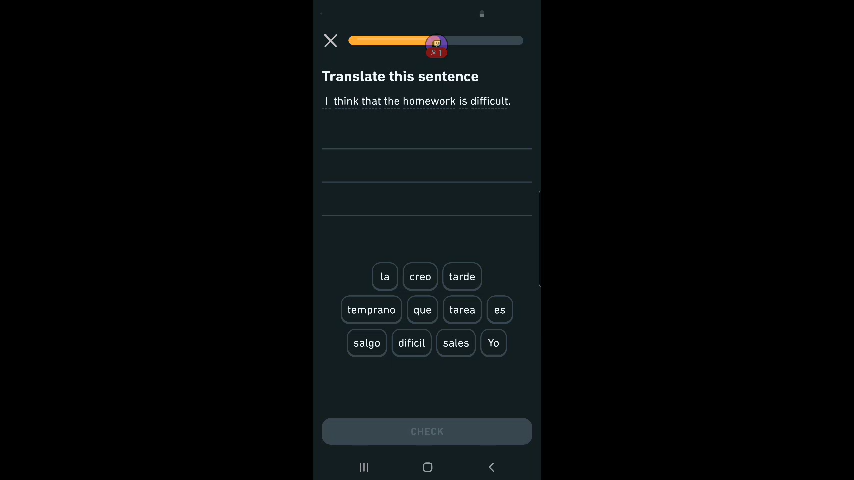 Translate this sentence
I think that the homework is difficult.
la creo tarde
temprano que tarea es
salgo difícil sales Yo
CHECK